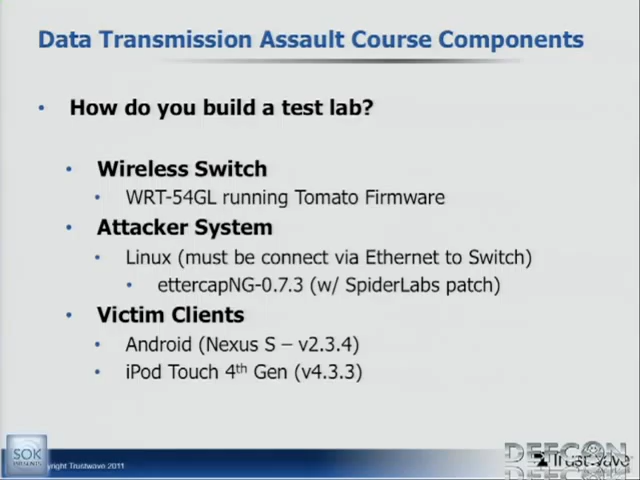 Data Transmission Assault Course Components
• How do you build a test lab?
• Wireless Switch
• WRT-54GL running Tomato Firmware
• Attacker System
• Linux (must be connect via Ethernet to Switch)
• ettercapNG-0.7.3 (w/ SpiderLabs patch)
• Victim Clients
• Android (Nexus S – v2.3.4)
• iPod Touch 4th Gen (v4.3.3)
SOK
PRESENTS
Trustwave 2011
DEFCON
Trustwave